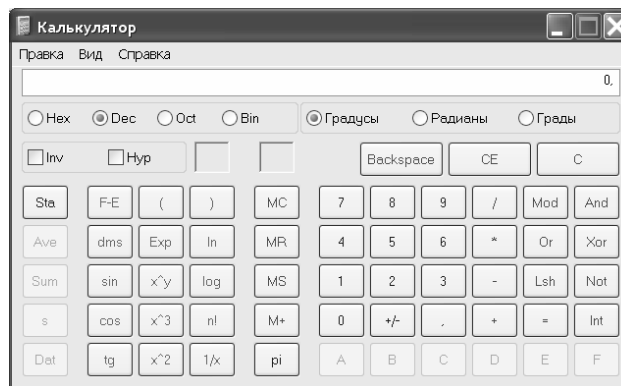 Калькулятор
Правка Вид Справка
0,
Hex Dec Oct Bin Градусы Радианы Грады
Inv Hyp Backspace CE C
Sta F-E ( ) MC 7 8 9 / Mod And
Ave dms Exp ln MR 4 5 6 * Or Xor
Sum sin x^y log MS 1 2 3 - Lsh Not
s cos x^3 n! M+ 0 +/- , + = Int
Dat tg x^2 1/x pi A B C D E F